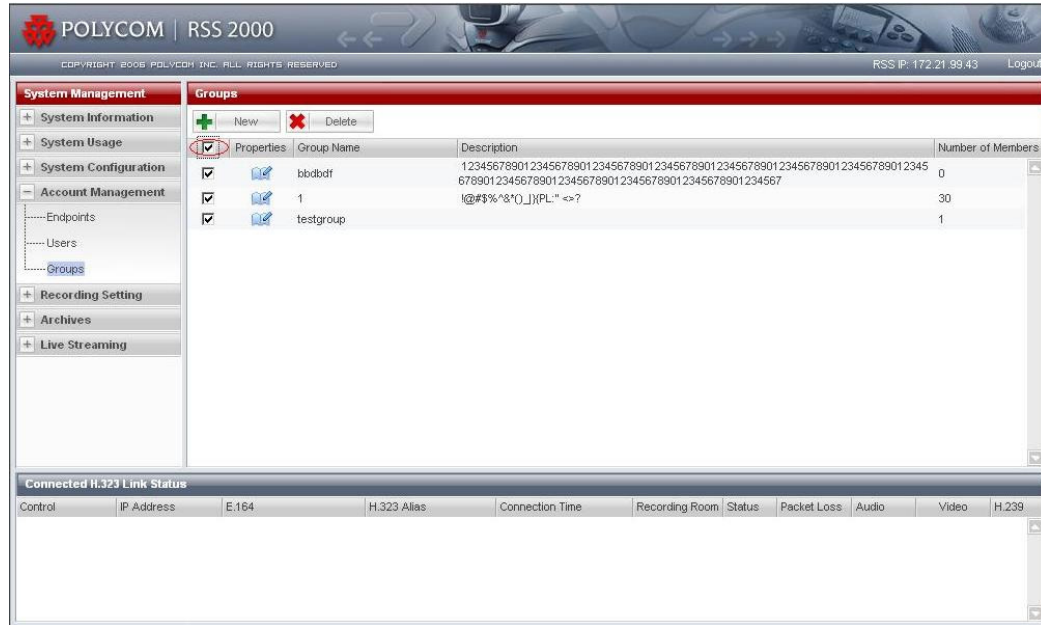 POLYCOM | RSS 2000
COPYRIGHT 2006 POLYCOM INC. ALL RIGHTS RESERVED
RSS IP: 172.21.99.43 Logout
System Management
+ System Information
+ System Usage
+ System Configuration
− Account Management
Endpoints
Users
Groups
+ Recording Setting
+ Archives
+ Live Streaming
Groups
New Delete
Properties Group Name Description Number of Members
bbdbdf 1234567890123456789012345678901234567890123456789012345678901234567890123456789012345 0
6789012345678901234567890123456789012345678901234567
1 !@#$%^&*()_|}{PL:" <>? 30
testgroup 1
Connected H.323 Link Status
Control IP Address E.164 H.323 Alias Connection Time Recording Room Status Packet Loss Audio Video H.239